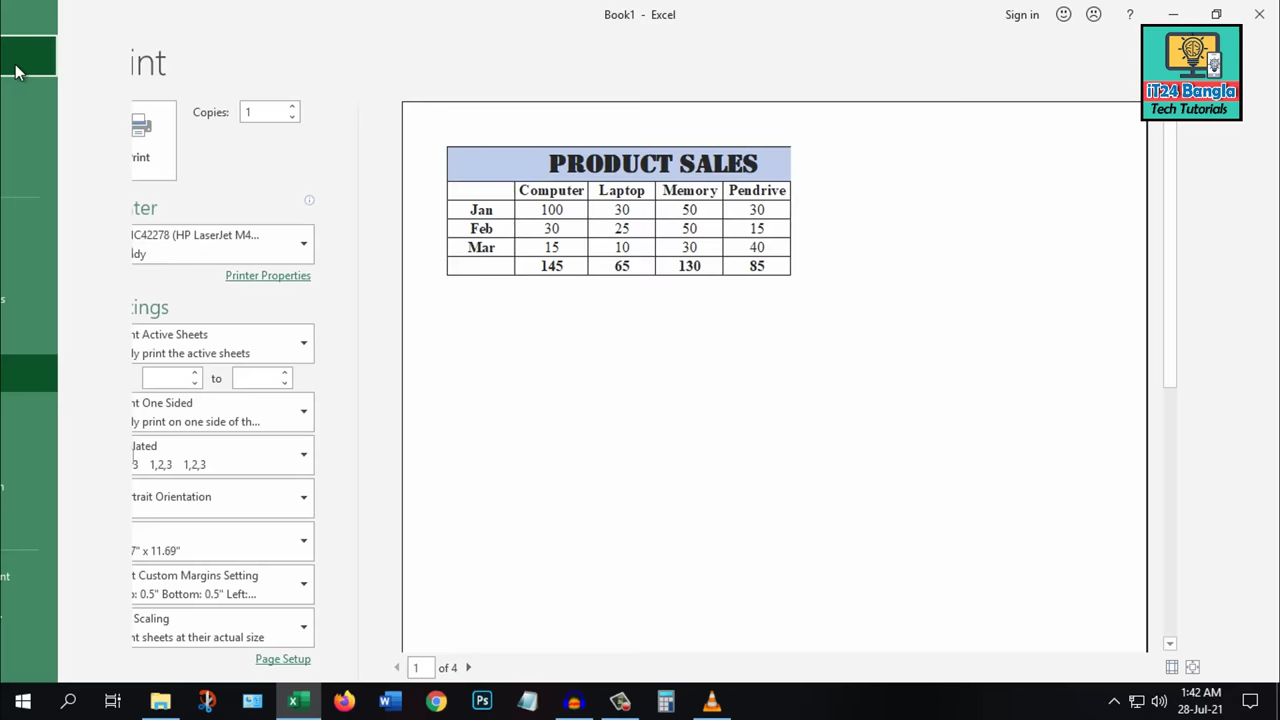 Book1 - Excel
Sign in
?
iT24 Bangla
Tech Tutorials
int
Copies: 1
rint
ter
IC42278 (HP LaserJet M4...
ddy
Printer Properties
tings
nt Active Sheets
ly print the active sheets
to
nt One Sided
ly print on one side of th...
lated
3 1,2,3 1,2,3
rtrait Orientation
7" x 11.69"
t Custom Margins Setting
: 0.5" Bottom: 0.5" Left:...
Scaling
nt sheets at their actual size
Page Setup
PRODUCT SALES
Computer Laptop Memory Pendrive
Jan 100 30 50 30
Feb 30 25 50 15
Mar 15 10 30 40
145 65 130 85
1 of 4
1:42 AM
28-Jul-21